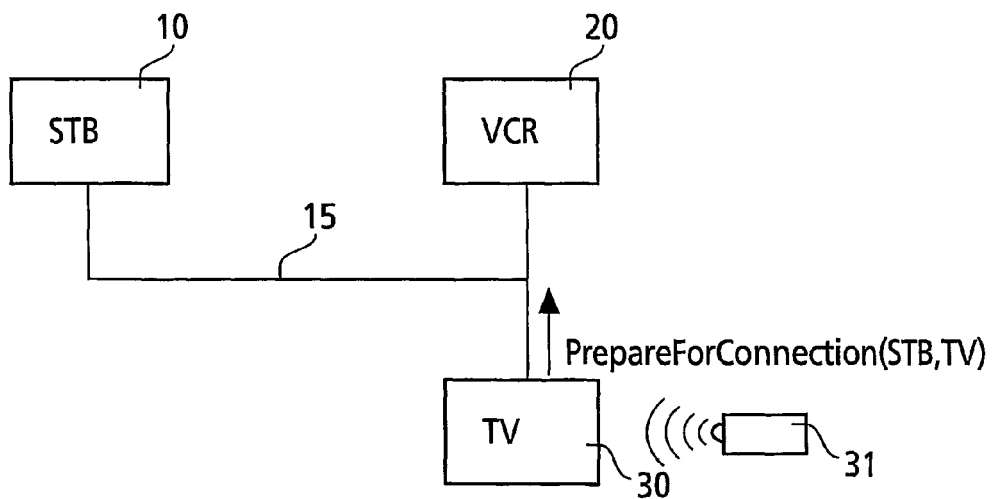 10
20
STB
VCR
15
PrepareForConnection(STB,TV)
TV
30
31